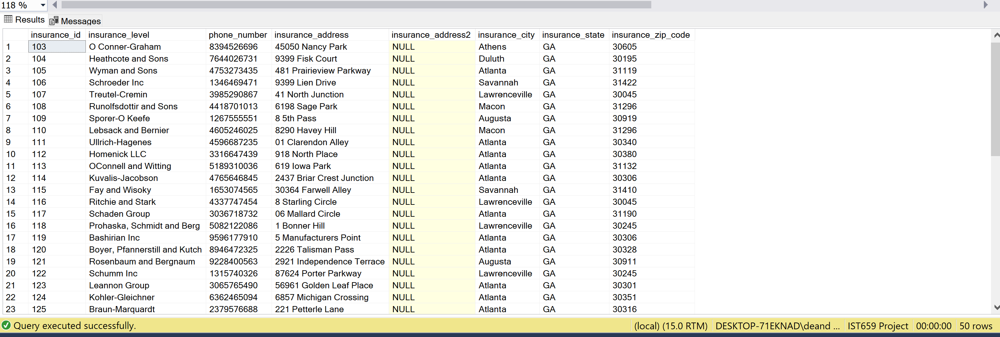 118 %
Results Messages
insurance_id insurance_level phone_number insurance_address insurance_address2 insurance_city insurance_state insurance_zip_code
1 103 O Conner-Graham 8394526696 45050 Nancy Park NULL Athens GA 30605
2 104 Heathcote and Sons 7644026731 9399 Fisk Court NULL Duluth GA 30195
3 105 Wyman and Sons 4753273435 481 Prairieview Parkway NULL Atlanta GA 31119
4 106 Schroeder Inc 1346469471 9399 Lien Drive NULL Savannah GA 31422
5 107 Treutel-Cremin 3985290867 41 North Junction NULL Lawrenceville GA 30045
6 108 Runolfsdottir and Sons 4418701013 6198 Sage Park NULL Macon GA 31296
7 109 Sporer-O Keefe 1267555551 8 5th Pass NULL Augusta GA 30919
8 110 Lebsack and Bernier 4605246025 8290 Havey Hill NULL Macon GA 31296
9 111 Ullrich-Hagenes 4596687235 01 Clarendon Alley NULL Atlanta GA 30340
10 112 Homenick LLC 3316647439 918 North Place NULL Atlanta GA 30380
11 113 OConnell and Witting 5189310036 619 Iowa Park NULL Atlanta GA 31132
12 114 Kuvalis-Jacobson 4765646845 2437 Briar Crest Junction NULL Atlanta GA 30306
13 115 Fay and Wisoky 1653074565 30364 Farwell Alley NULL Savannah GA 31410
14 116 Ritchie and Stark 4337747454 8 Starling Circle NULL Lawrenceville GA 30045
15 117 Schaden Group 3036718732 06 Mallard Circle NULL Atlanta GA 31190
16 118 Prohaska, Schmidt and Berg 5082122086 1 Bonner Hill NULL Lawrenceville GA 30245
17 119 Bashirian Inc 9596177910 5 Manufacturers Point NULL Atlanta GA 30306
18 120 Boyer, Pfannerstill and Kutch 8946472325 2226 Talisman Pass NULL Atlanta GA 30328
19 121 Rosenbaum and Bergnaum 9228400563 2921 Independence Terrace NULL Augusta GA 30911
20 122 Schumm Inc 1315740326 87624 Porter Parkway NULL Lawrenceville GA 30245
21 123 Leannon Group 3065765490 56961 Golden Leaf Place NULL Atlanta GA 30301
22 124 Kohler-Gleichner 6362465094 6857 Michigan Crossing NULL Atlanta GA 30351
23 125 Braun-Marquardt 2379576688 221 Petterle Lane NULL Atlanta GA 30316
Query executed successfully. (local) (15.0 RTM) DESKTOP-71EKNAD\deand ... IST659 Project 00:00:00 50 rows